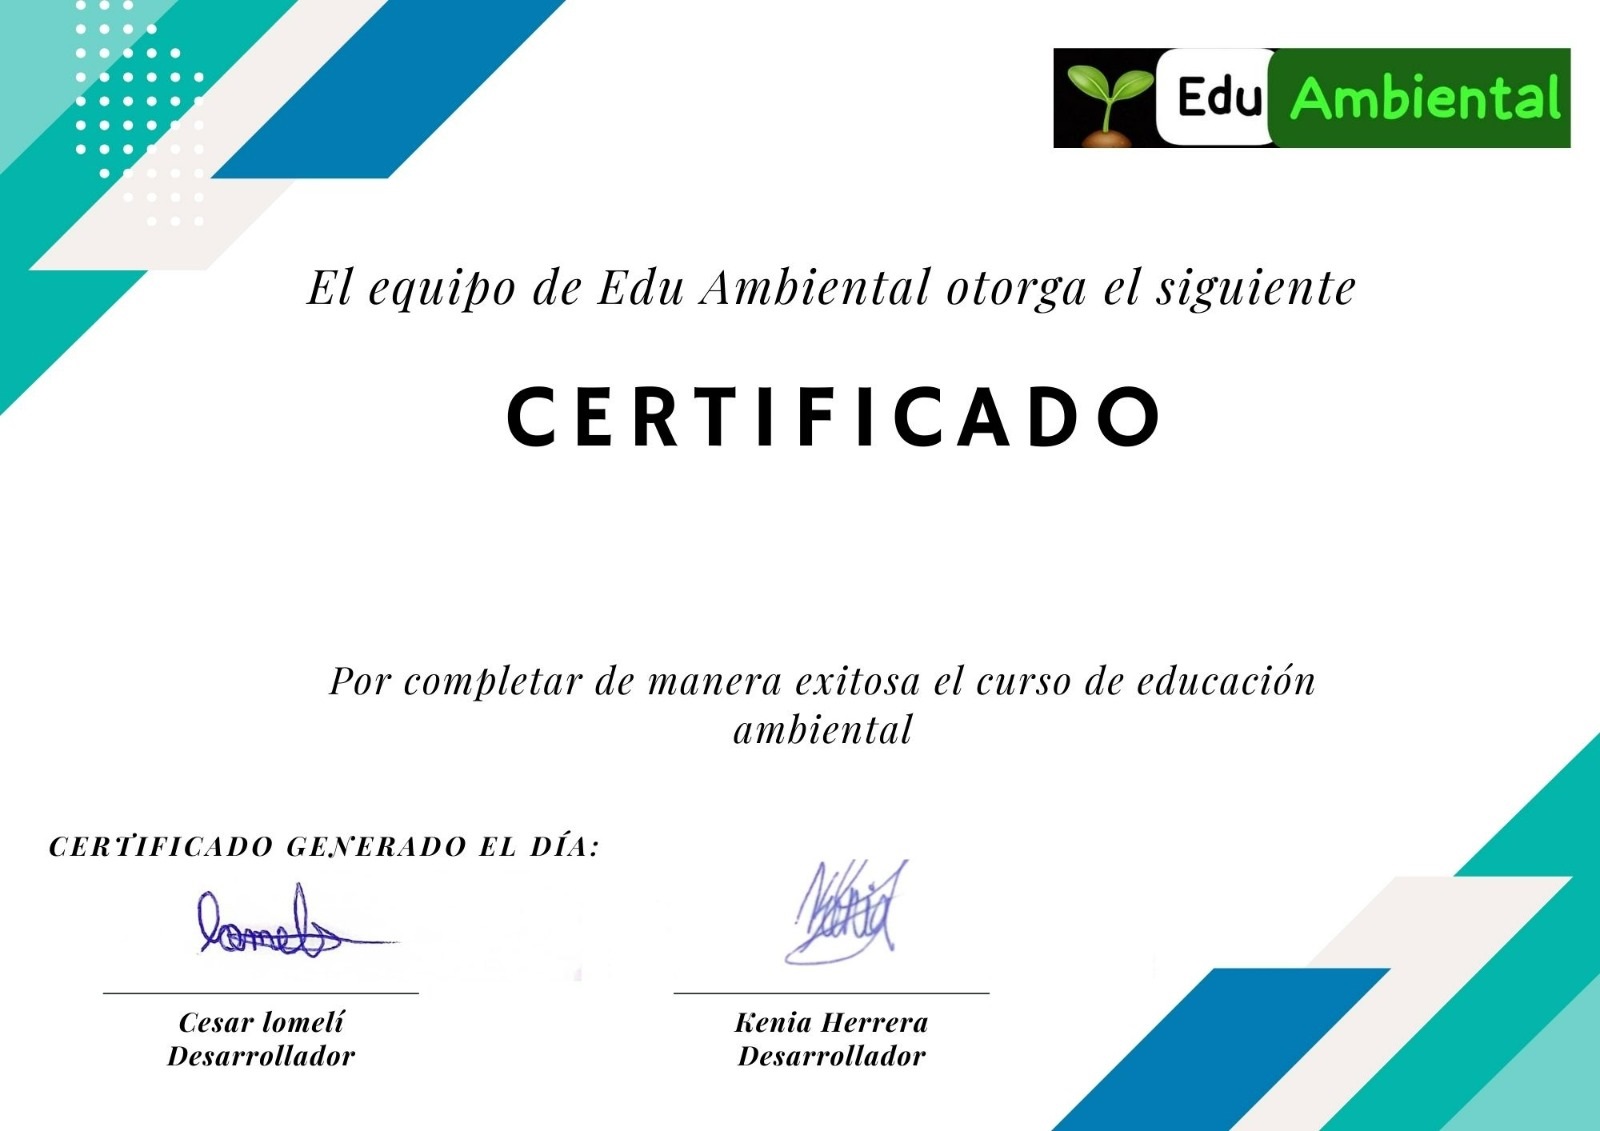 Edu Ambiental
El equipo de Edu Ambiental otorga el siguiente
CERTIFICADO
Por completar de manera exitosa el curso de educación
ambiental
CERTIFICADO GENERADO EL DÍA:
Cesar lomelí
Desarrollador
Kenia Herrera
Desarrollador